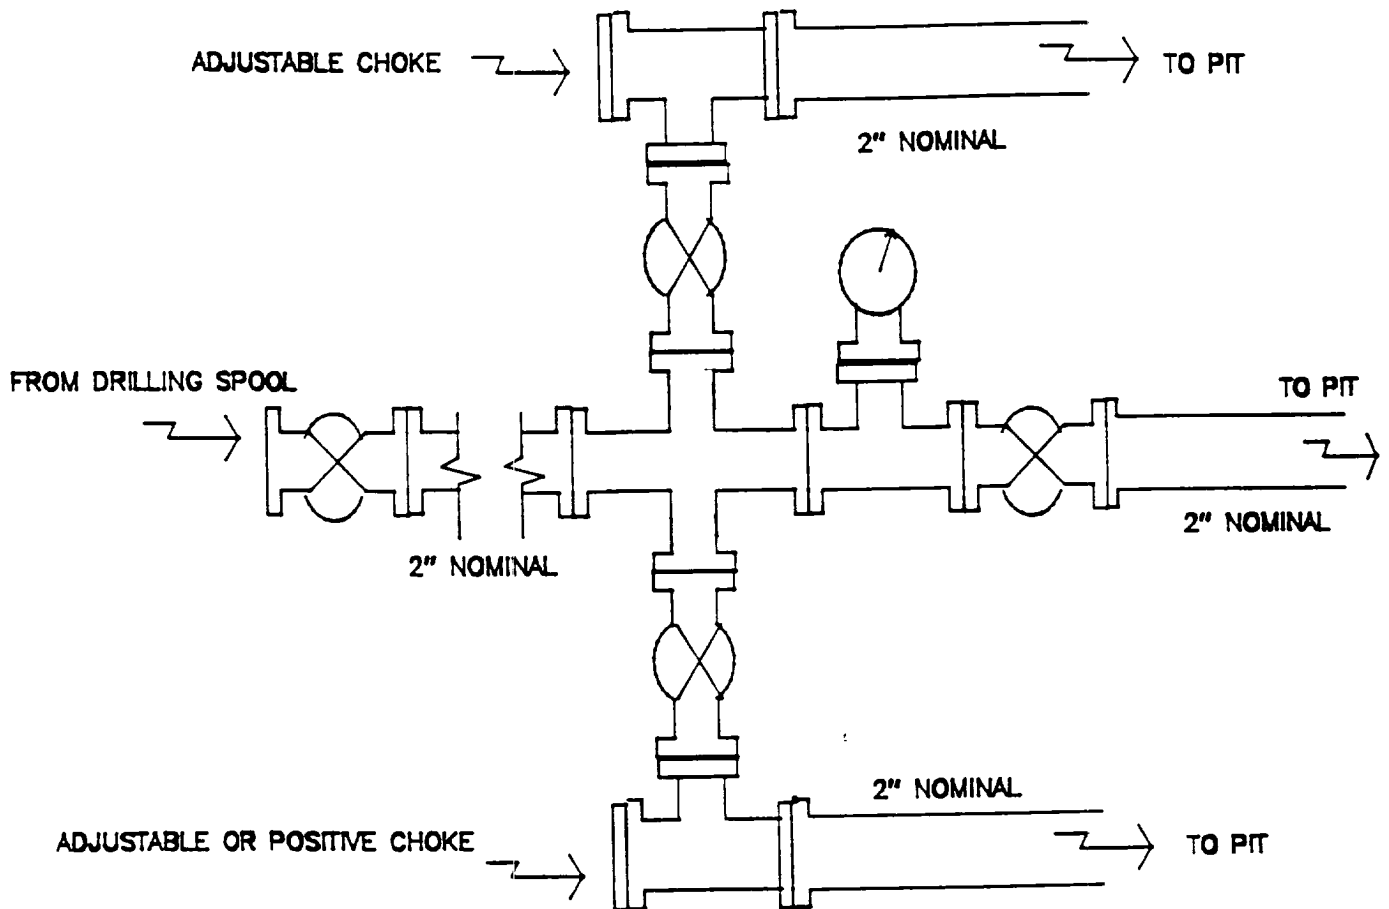 ADJUSTABLE CHOKE
TO PIT
2" NOMINAL
FROM DRILLING SPOOL
TO PIT
2" NOMINAL
2" NOMINAL
2" NOMINAL
ADJUSTABLE OR POSITIVE CHOKE
TO PIT